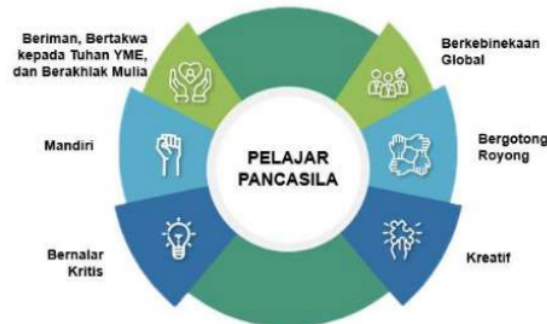 Beriman, Bertakwa
kepada Tuhan YME,
dan Berakhlak Mulia
Berkebinekaan
Global
Mandiri
PELAJAR
PANCASILA
Bergotong
Royong
Bernalar
Kritis
Kreatif